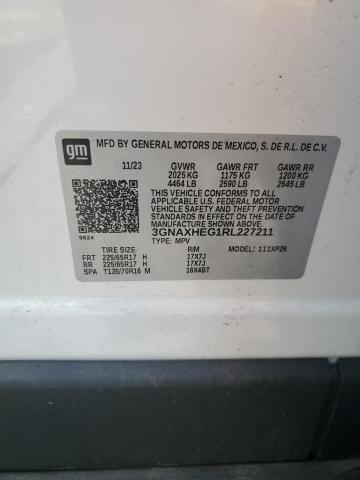 gm
MFD BY GENERAL MOTORS DE MEXICO, S. DE R.L. DE C.V.
11/23 GVWR GAWR FRT GAWR RR
2025 KG 1175 KG 1200 KG
4464 LB 2590 LB 2645 LB
THIS VEHICLE CONFORMS TO ALL
APPLICABLE U.S. FEDERAL MOTOR
VEHICLE SAFETY, BUMPER, AND THEFT PREVENTION
STANDARDS IN EFFECT ON THE DATE OF
MANUFACTURE SHOWN ABOVE.
3GNAXHEG1RL227211
9824 TYPE: MPV
TIRE SIZE RIM MODEL: 111XP26
FRT 225/65R17 H 17X7J
RR 225/65R17 H 17X7J
SPA T135/70R16 M 16X4BT